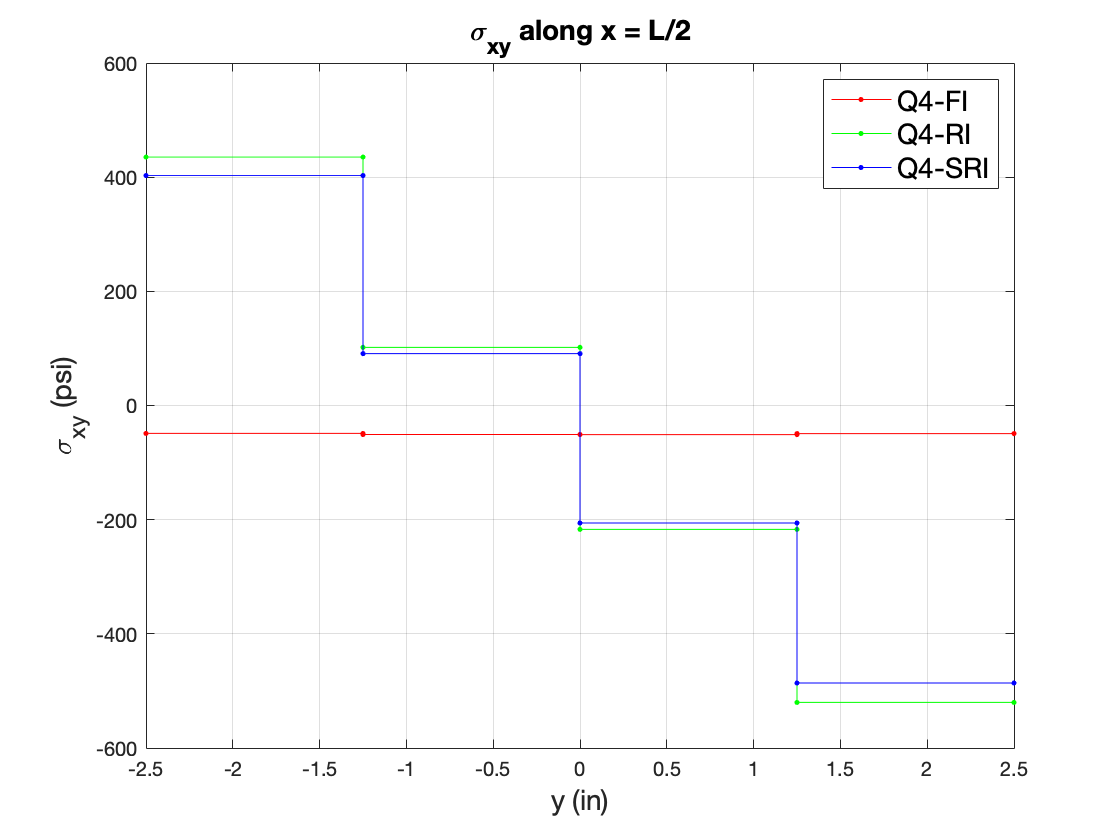 σxy along x = L/2
600
400
200
0
-200
-400
-600
σxy (psi)
Q4-FI
Q4-RI
Q4-SRI
-2.5 -2 -1.5 -1 -0.5 0 0.5 1 1.5 2 2.5
y (in)